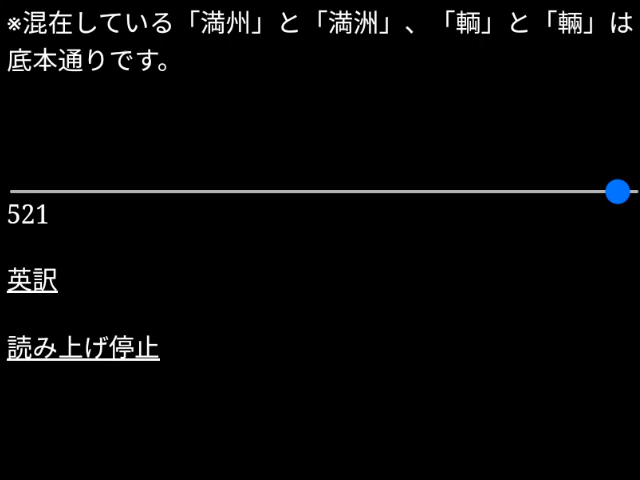 ※混在している「満州」と「満洲」、「輌」と「輛」は
底本通りです。
521
英訳
読み上げ停止